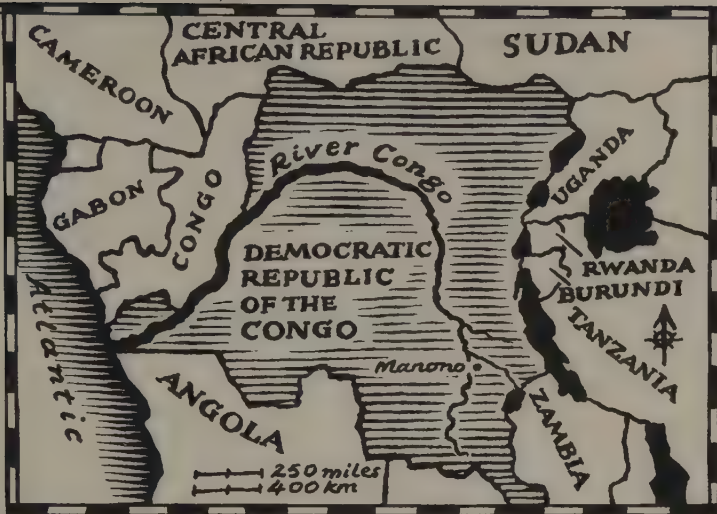 CAMEROON
CENTRAL
AFRICAN REPUBLIC
SUDAN
River Congo
UGANDA
GABON
CONGO
DEMOCRATIC
REPUBLIC
OF THE
CONGO
RWANDA
BURUNDI
TANZANIA
Atlantic
Manono
ANGOLA
ZAMBIA
250 miles
400 km